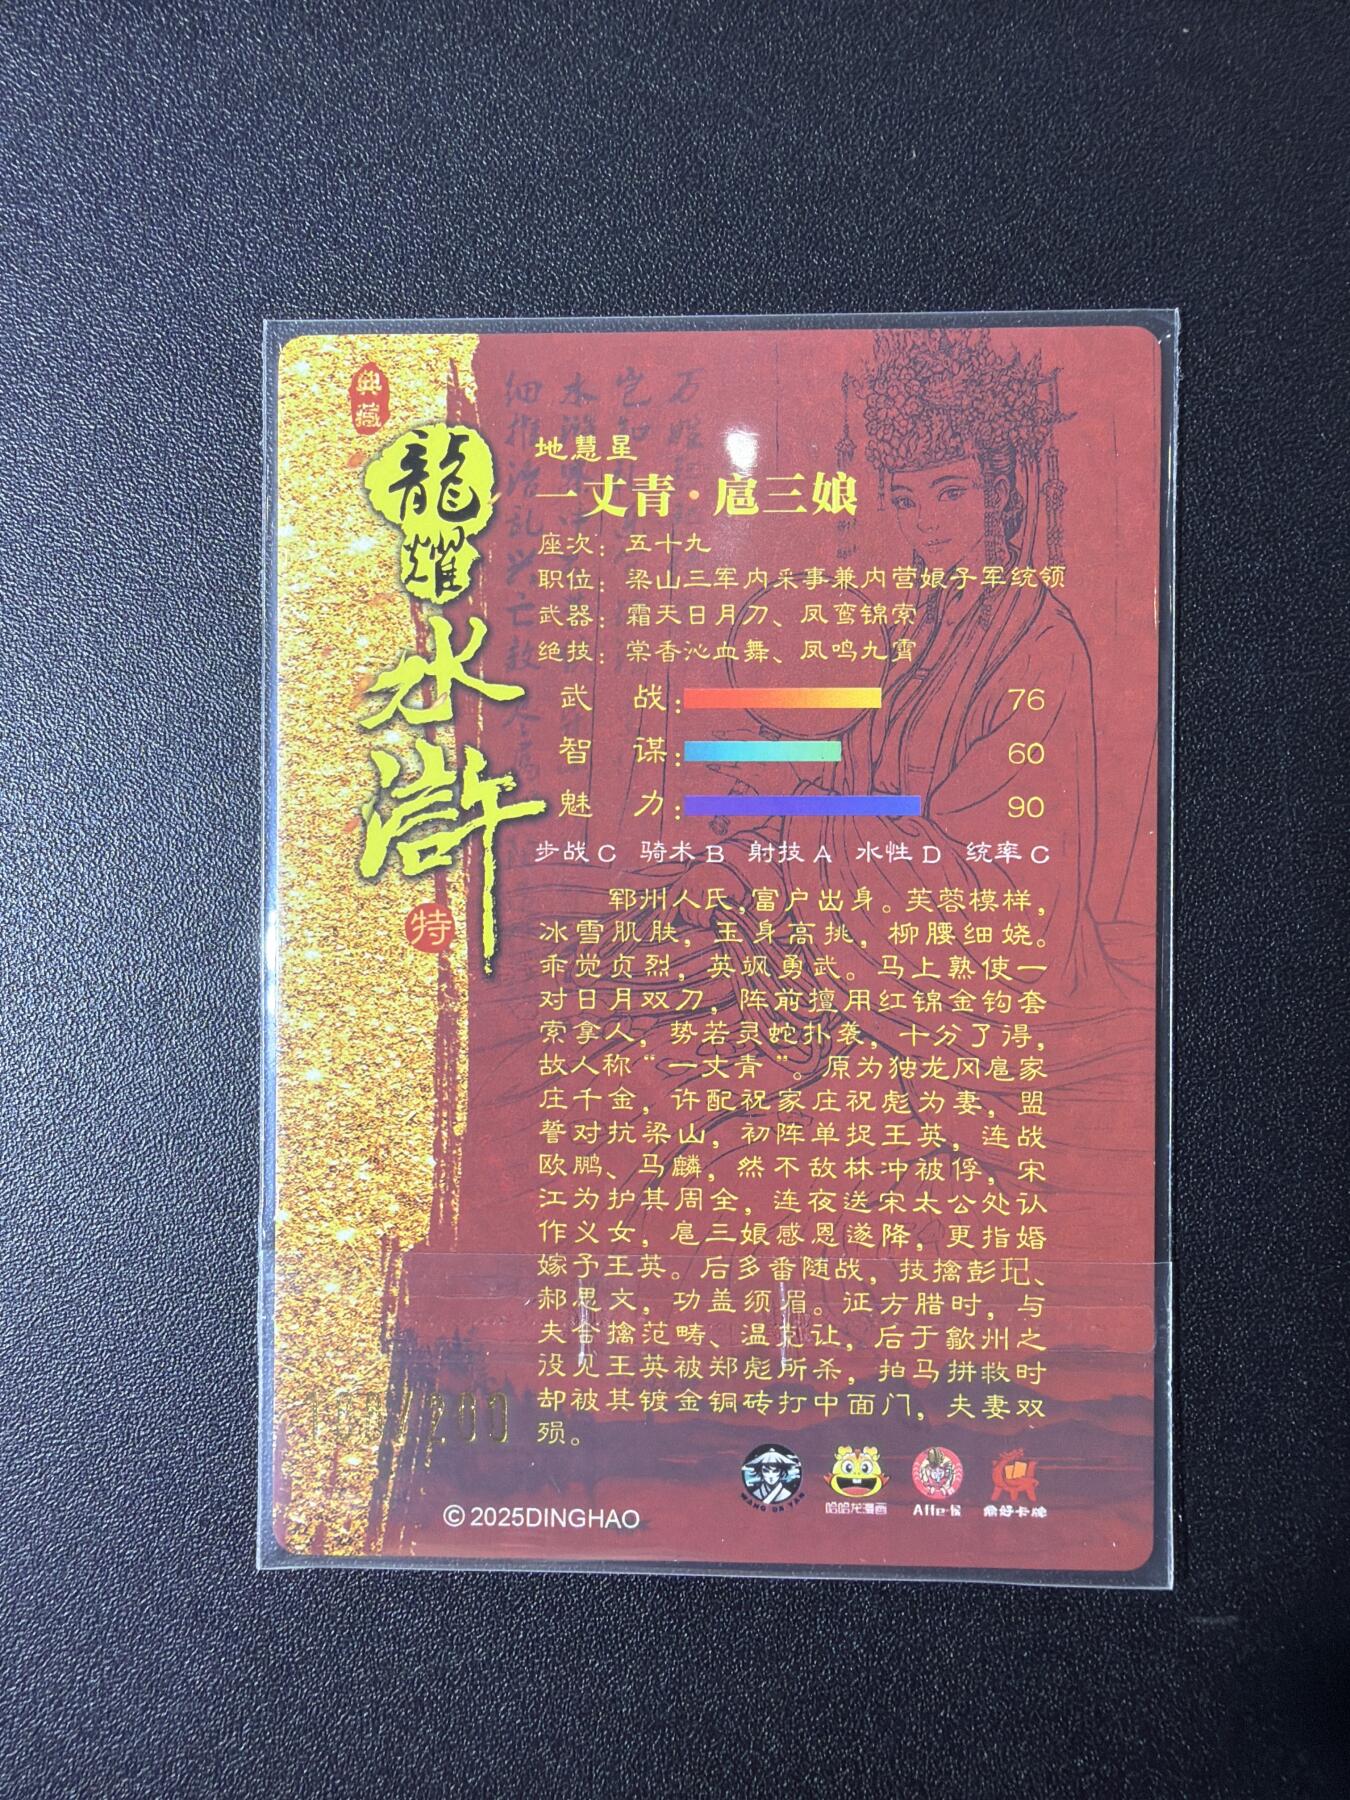 典藏
龍耀
水滸
特
地慧星
一丈青·扈三娘
座次：五十九
职位：梁山三军内采事兼内营娘子军统领
武器：霜天日月刀、凤鸾锦索
绝技：棠香沁血舞、凤鸣九霄
武 战： 76
智 谋： 60
魅 力： 90
步战C 骑术B 射技A 水性D 统率C
郓州人氏，富户出身。芙蓉模样，
冰雪肌肤，玉身高挑，柳腰细娆。
乖觉贞烈，英飒勇武。马上熟使一
对日月双刀，阵前擅用红锦金钩套
索拿人，势若灵蛇扑袭，十分了得，
故人称“一丈青”。原为独龙冈扈家
庄千金，许配祝家庄祝彪为妻，盟
誓对抗梁山，初阵单捉王英，连战
欧鹏、马麟，然不敌林冲被俘，宋
江为护其周全，连夜送宋太公处认
作义女，扈三娘感恩遂降，更指婚
嫁予王英。后多番随战，技擒彭玘、
郝思文，功盖须眉。征方腊时，与
夫合擒范畴、温克让，后于歙州之
役见王英被郑彪所杀，拍马拼救时
却被其镀金铜砖打中面门，夫妻双
殒。
/200
WANG DA YAN
哈哈龙漫画
Affe卡
鼎好卡牌
© 2025DINGHAO